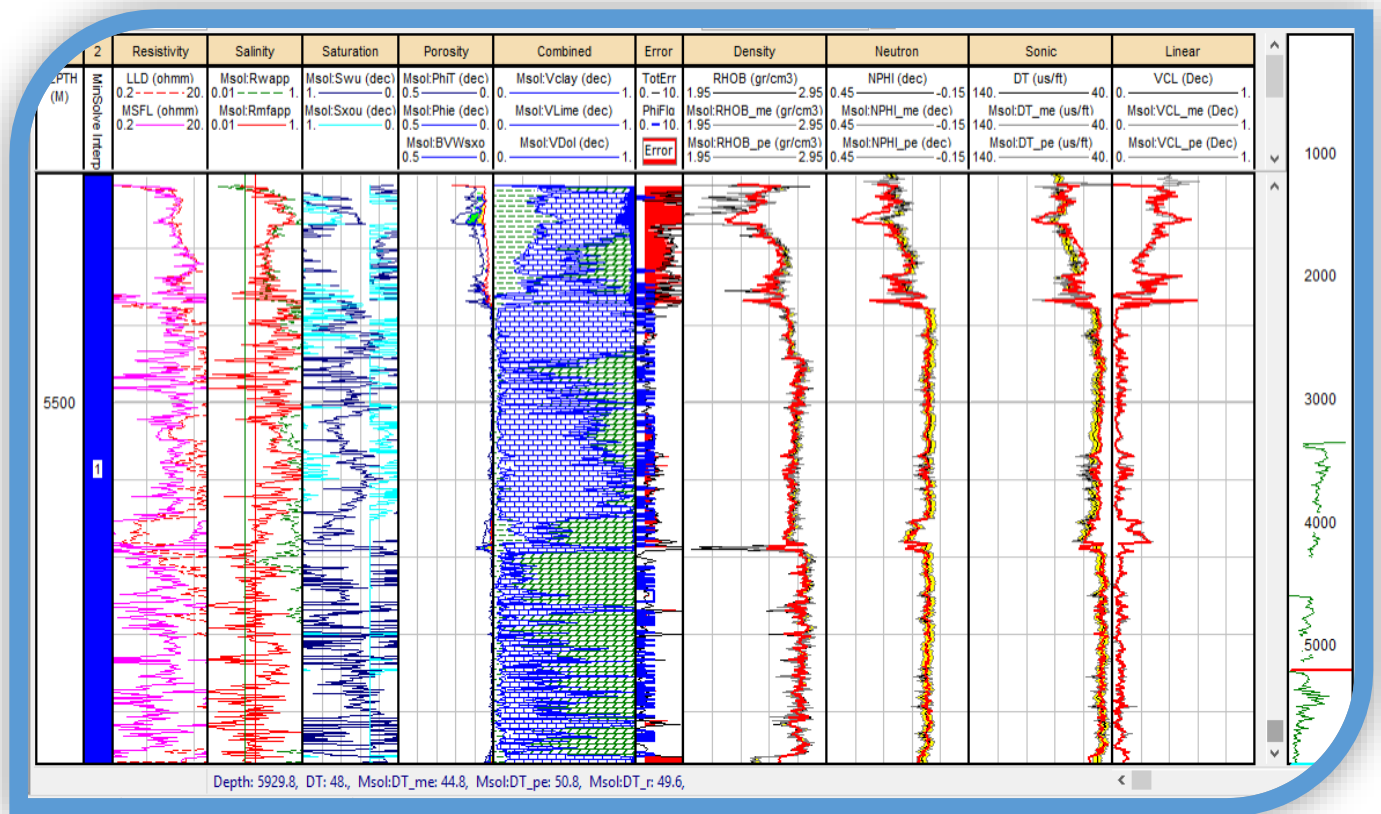 2 Resistivity Salinity Saturation Porosity Combined Error Density Neutron Sonic Linear
(M)
MinSolve Interp
LLD (ohmm)
0.2 20.
MSFL (ohmm)
0.2 20.
Msol:Rwapp
0.01 1.
Msol:Rmfapp
0.01 1.
Msol:Swu (dec)
1. 0.
Msol:Sxou (dec)
1. 0.
Msol:PhiT (dec)
0.5 0.
Msol:Phie (dec)
0.5 0.
Msol:BVWsxo
0.5 0.
Msol:Vclay (dec)
0. 1.
Msol:VLime (dec)
0. 1.
Msol:VDol (dec)
0. 1.
TotErr
0. 10.
PhiFlg
0. 10.
Error
RHOB (gr/cm3)
1.95 2.95
Msol:RHOB_me (gr/cm3)
1.95 2.95
Msol:RHOB_pe (gr/cm3)
1.95 2.95
NPHI (dec)
0.45 -0.15
Msol:NPHI_me (dec)
0.45 -0.15
Msol:NPHI_pe (dec)
0.45 -0.15
DT (us/ft)
140. 40.
Msol:DT_me (us/ft)
140. 40.
Msol:DT_pe (us/ft)
140. 40.
VCL (Dec)
0. 1.
Msol:VCL_me (Dec)
0. 1.
Msol:VCL_pe (Dec)
0. 1.
5500
1
1000
2000
3000
4000
5000
Depth: 5929.8, DT: 48., Msol:DT_me: 44.8, Msol:DT_pe: 50.8, Msol:DT_r: 49.6,